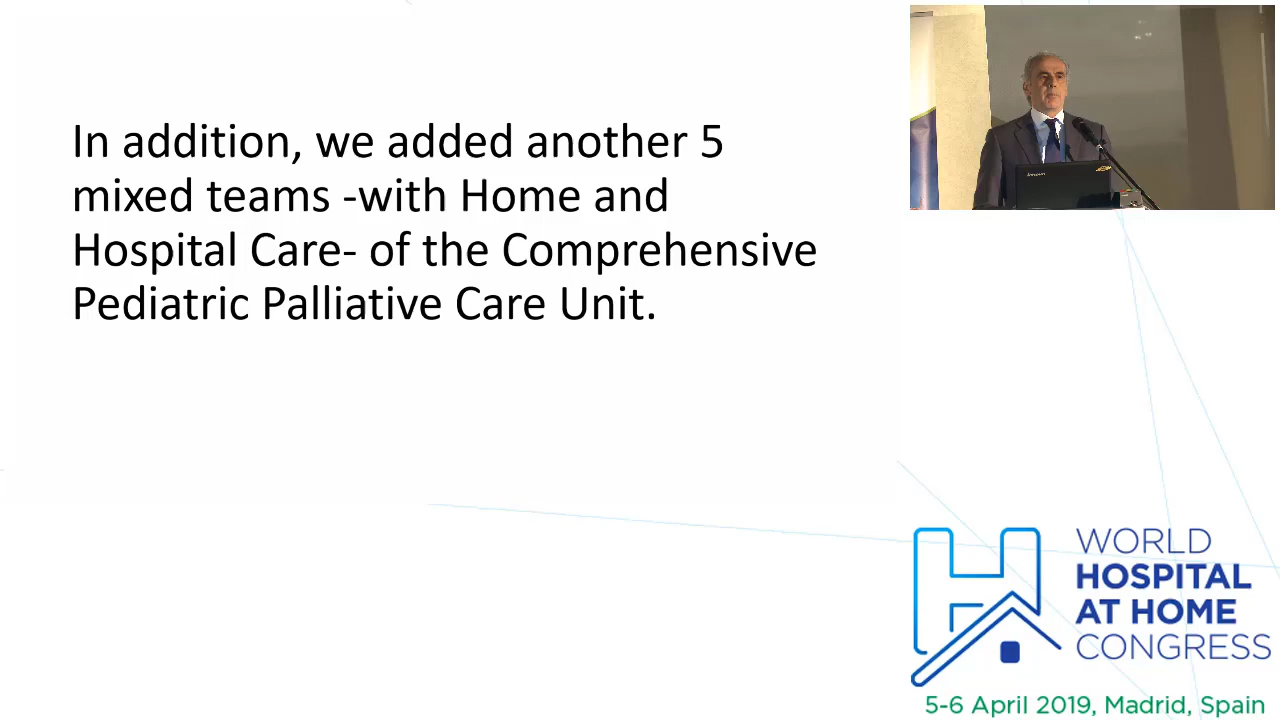 In addition, we added another 5
mixed teams -with Home and
Hospital Care- of the Comprehensive
Pediatric Palliative Care Unit.
WORLD
HOSPITAL
AT HOME
CONGRESS
5-6 April 2019, Madrid, Spain